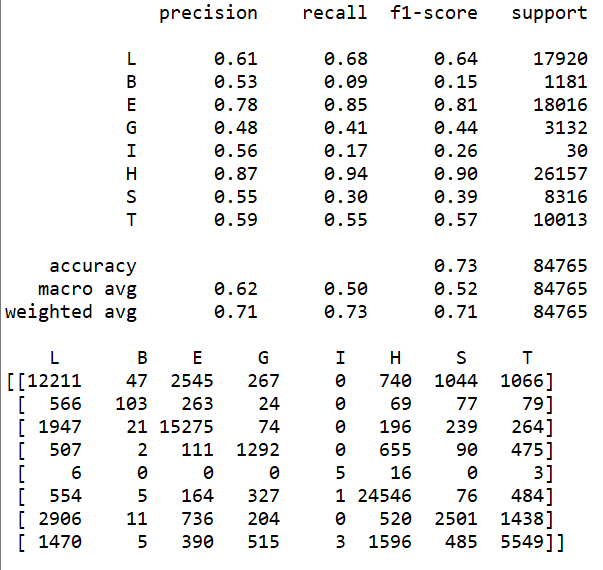 precision recall f1-score support
L 0.61 0.68 0.64 17920
B 0.53 0.09 0.15 1181
E 0.78 0.85 0.81 18016
G 0.48 0.41 0.44 3132
I 0.56 0.17 0.26 30
H 0.87 0.94 0.90 26157
S 0.55 0.30 0.39 8316
T 0.59 0.55 0.57 10013
accuracy 0.73 84765
macro avg 0.62 0.50 0.52 84765
weighted avg 0.71 0.73 0.71 84765
L B E G I H S T
[[12211 47 2545 267 0 740 1044 1066]
[ 566 103 263 24 0 69 77 79]
[ 1947 21 15275 74 0 196 239 264]
[ 507 2 111 1292 0 655 90 475]
[ 6 0 0 0 5 16 0 3]
[ 554 5 164 327 1 24546 76 484]
[ 2906 11 736 204 0 520 2501 1438]
[ 1470 5 390 515 3 1596 485 5549]]